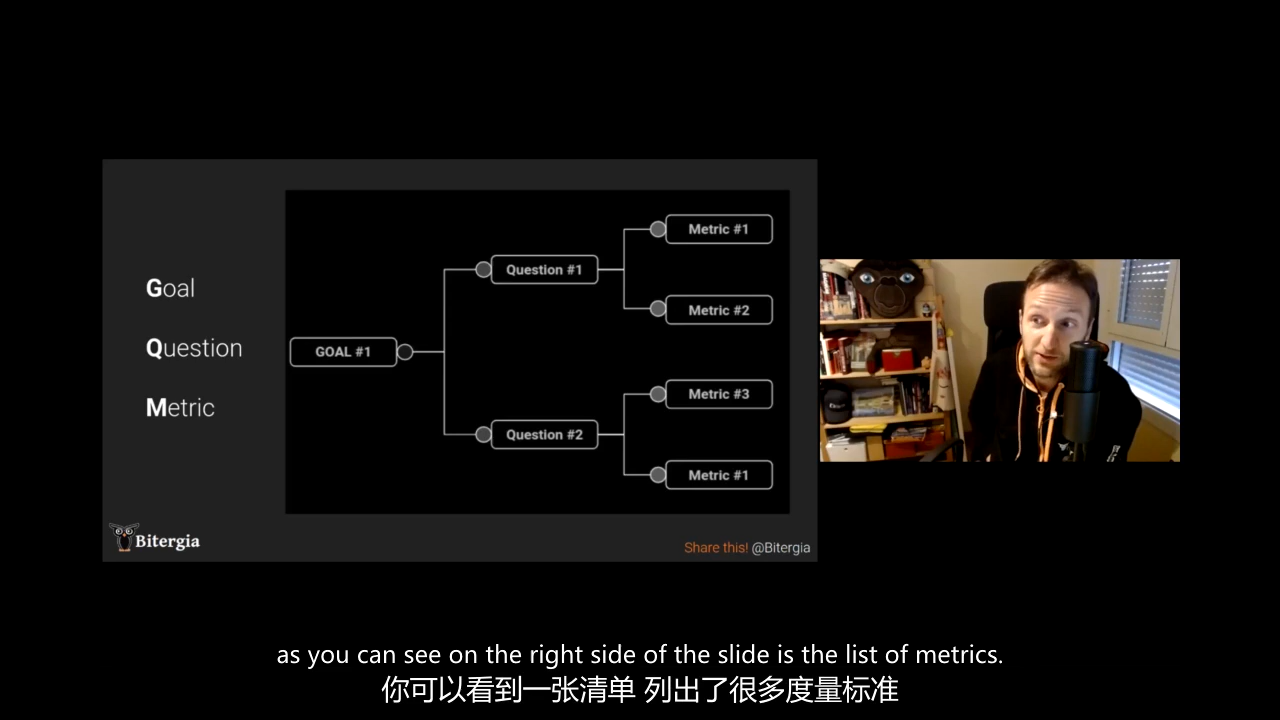 Goal
Question
Metric
GOAL #1
Question #1
Question #2
Metric #1
Metric #2
Metric #3
Metric #1
Bitergia
Share this! @Bitergia
as you can see on the right side of the slide is the list of metrics.
你可以看到一张清单 列出了很多度量标准